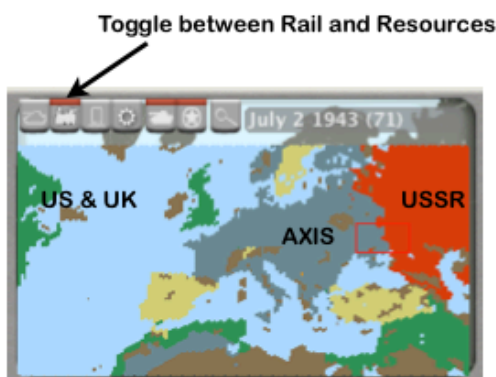 Toggle between Rail and Resources
July 2 1943 (71)
US & UK
USSR
AXIS